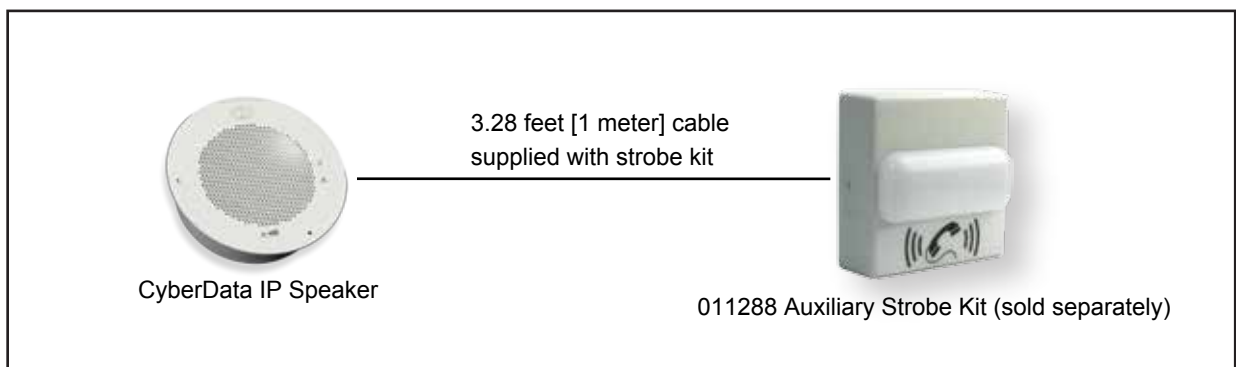 3.28 feet [1 meter] cable
supplied with strobe kit
CyberData IP Speaker
011288 Auxiliary Strobe Kit (sold separately)